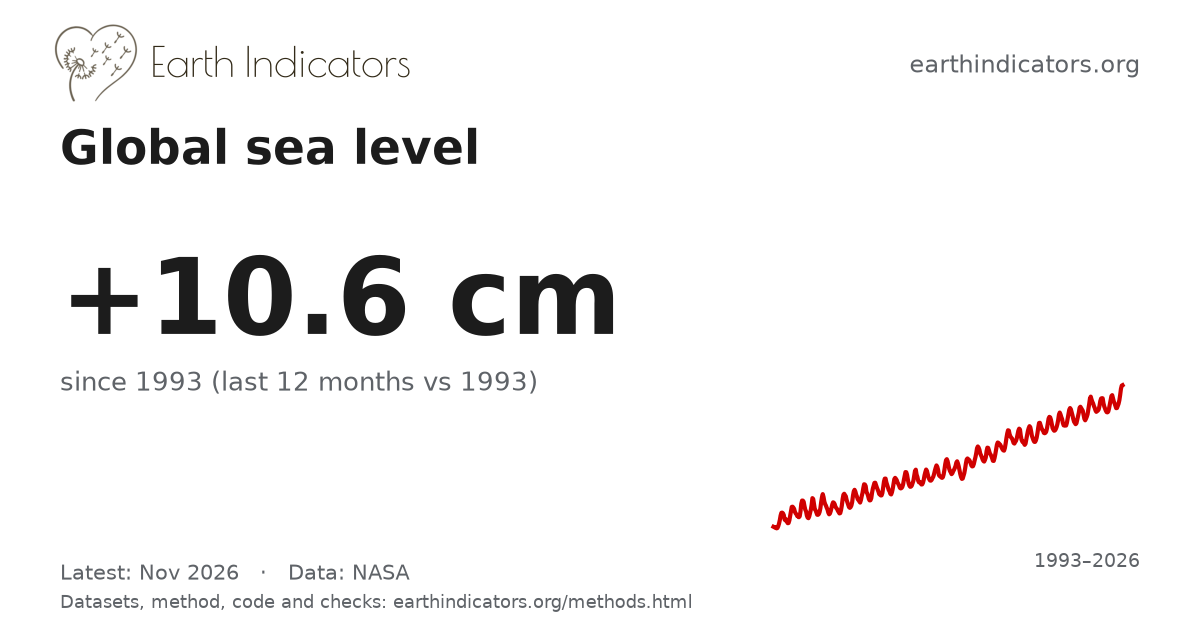 Earth Indicators
earthindicators.org
Global sea level
+10.6 cm
since 1993 (last 12 months vs 1993)
1993–2026
Latest: Nov 2026 · Data: NASA
Datasets, method, code and checks: earthindicators.org/methods.html